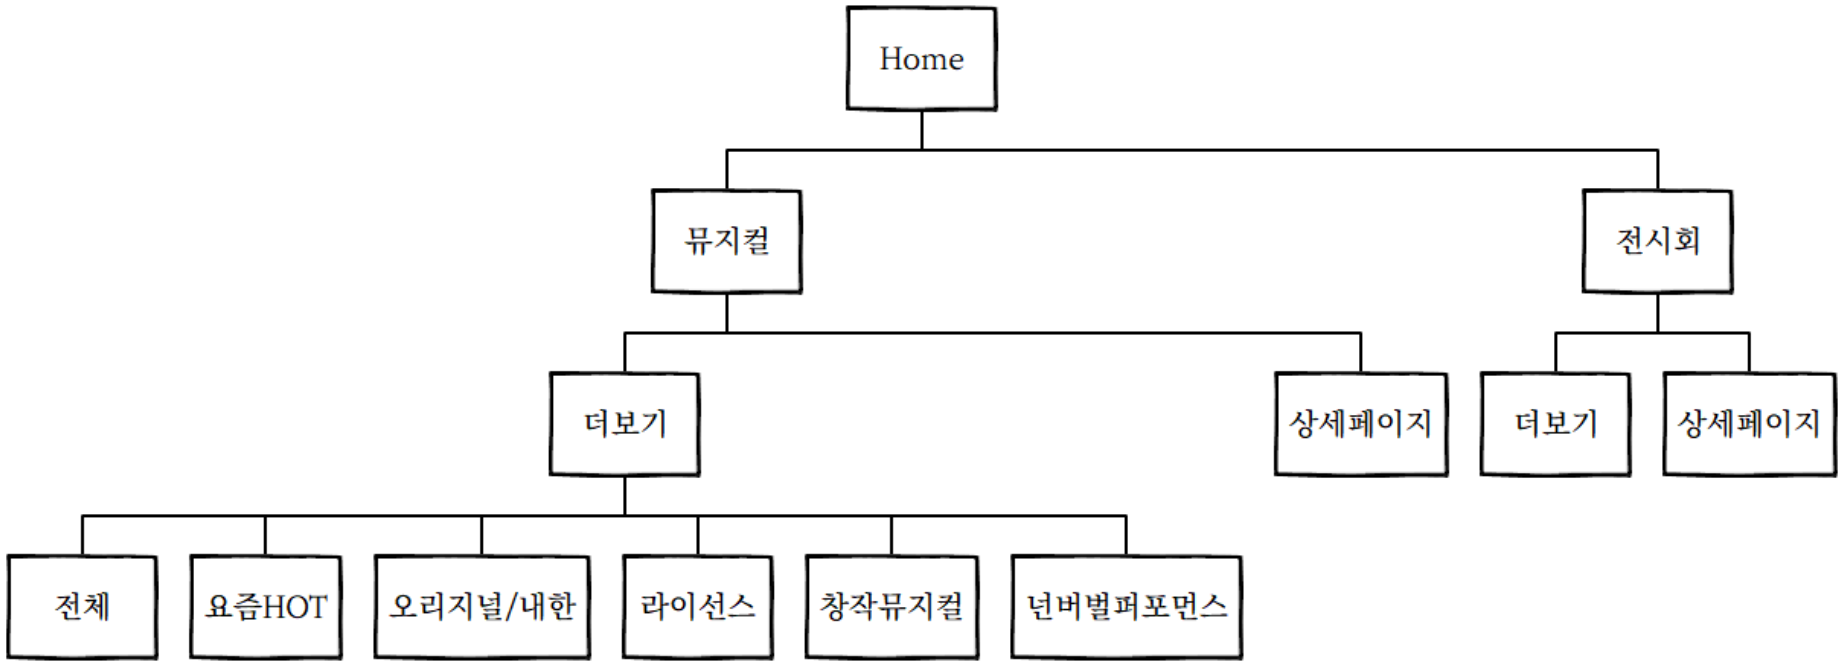 Home
뮤지컬
전시회
더보기
상세페이지
더보기
상세페이지
전체
요즘HOT
오리지널/내한
라이선스
창작뮤지컬
넌버벌퍼포먼스